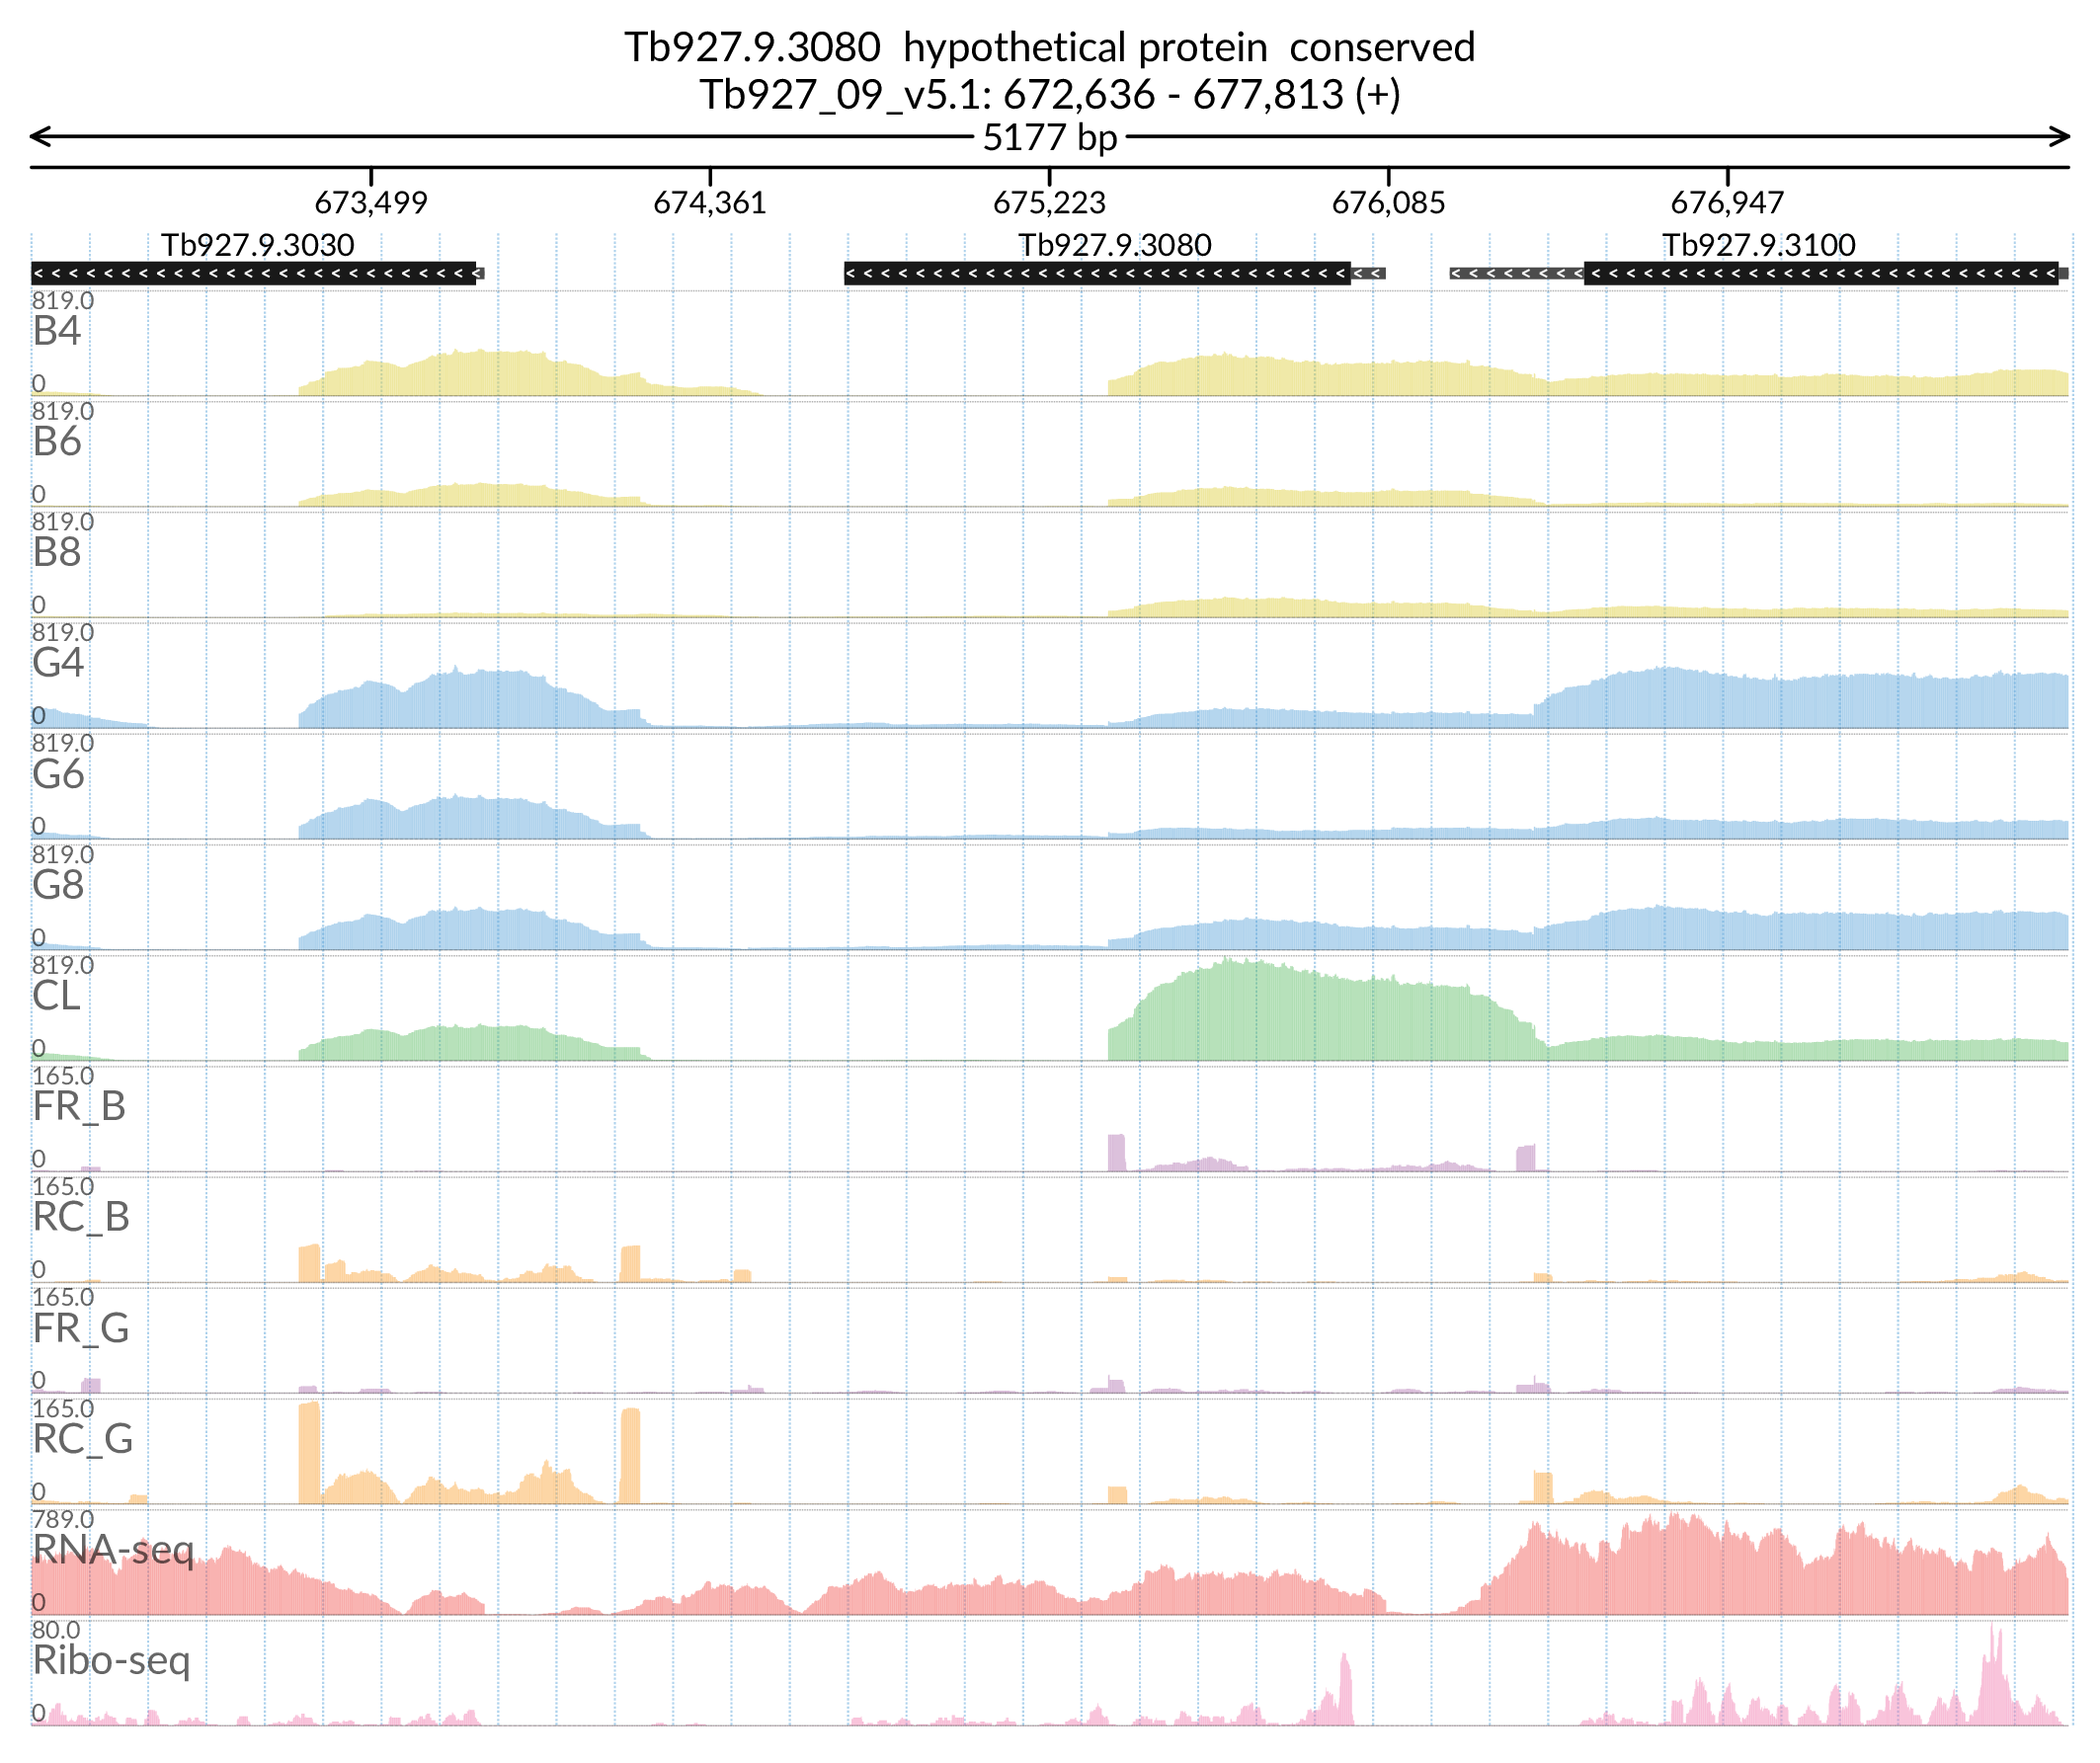 Tb927.9.3080 hypothetical protein conserved
Tb927_09_v5.1: 672,636 - 677,813 (+)
5177 bp
673,499 674,361 675,223 676,085 676,947
Tb927.9.3030 Tb927.9.3080 Tb927.9.3100
819.0
B4
0
819.0
B6
0
819.0
B8
0
819.0
G4
0
819.0
G6
0
819.0
G8
0
819.0
CL
0
165.0
FR_B
0
165.0
RC_B
0
165.0
FR_G
0
165.0
RC_G
0
789.0
RNA-seq
0
80.0
Ribo-seq
0